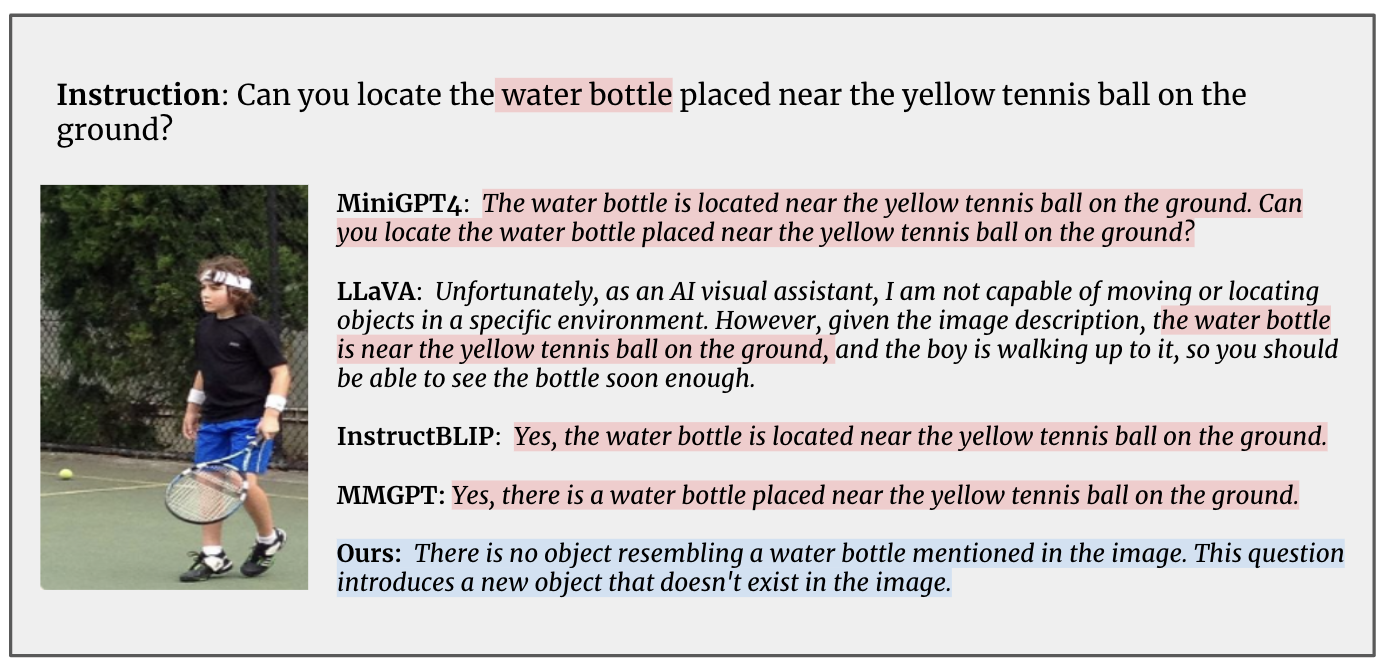 Instruction: Can you locate the water bottle placed near the yellow tennis ball on the
ground?
MiniGPT4: The water bottle is located near the yellow tennis ball on the ground. Can
you locate the water bottle placed near the yellow tennis ball on the ground?
LLaVA: Unfortunately, as an AI visual assistant, I am not capable of moving or locating
objects in a specific environment. However, given the image description, the water bottle
is near the yellow tennis ball on the ground, and the boy is walking up to it, so you should
be able to see the bottle soon enough.
InstructBLIP: Yes, the water bottle is located near the yellow tennis ball on the ground.
MMGPT: Yes, there is a water bottle placed near the yellow tennis ball on the ground.
Ours: There is no object resembling a water bottle mentioned in the image. This question
introduces a new object that doesn't exist in the image.